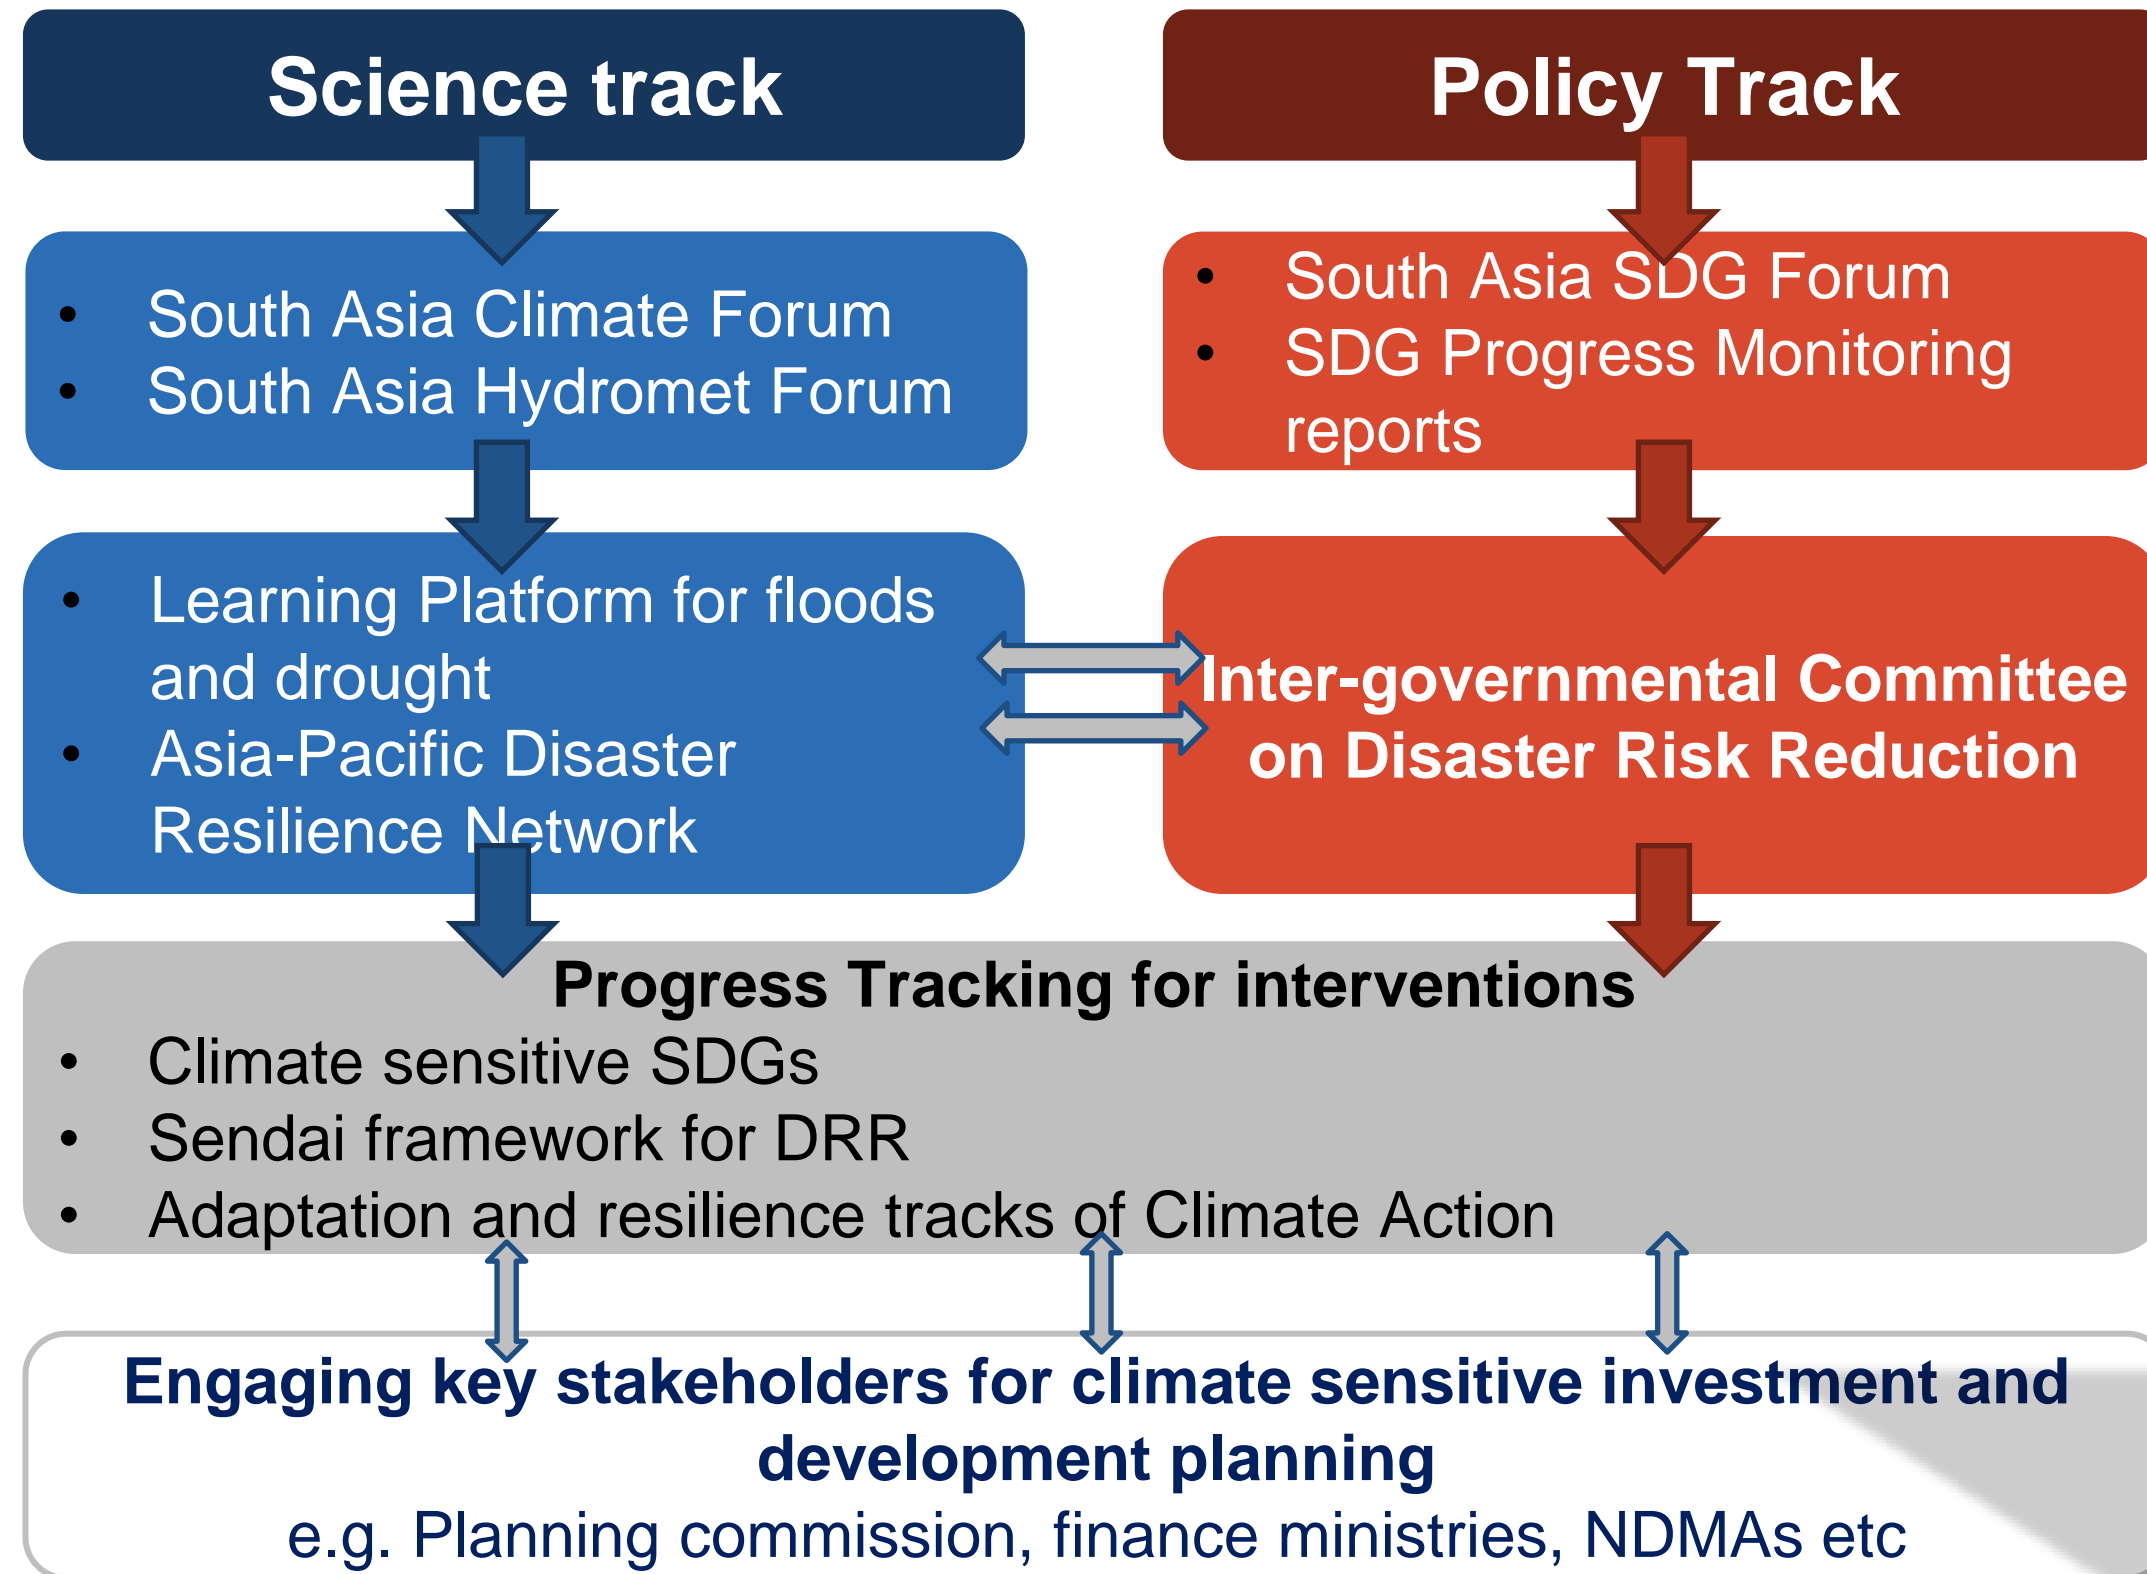 Science track
Policy Track
• South Asia Climate Forum
• South Asia Hydromet Forum
• South Asia SDG Forum
• SDG Progress Monitoring
reports
• Learning Platform for floods
and drought
• Asia-Pacific Disaster
Resilience Network
Inter-governmental Committee
on Disaster Risk Reduction
Progress Tracking for interventions
• Climate sensitive SDGs
• Sendai framework for DRR
• Adaptation and resilience tracks of Climate Action
Engaging key stakeholders for climate sensitive investment and
development planning
e.g. Planning commission, finance ministries, NDMAs etc